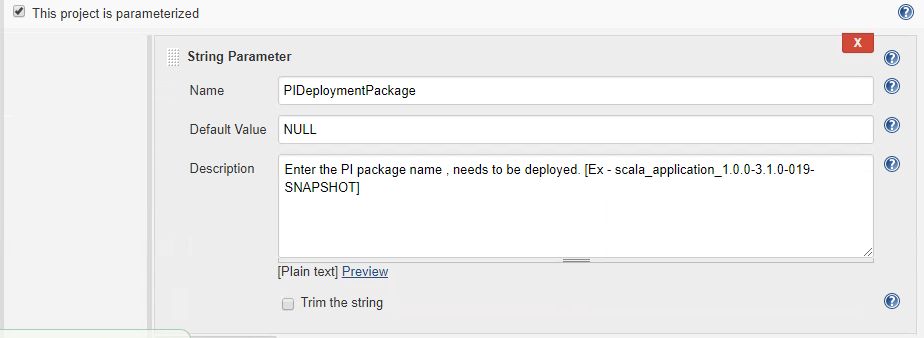 This project is parameterized
?
X
String Parameter
?
Name
PIDeploymentPackage
?
Default Value
NULL
?
Description
Enter the PI package name , needs to be deployed. [Ex - scala_application_1.0.0-3.1.0-019-
SNAPSHOT]
?
[Plain text] Preview
Trim the string
?